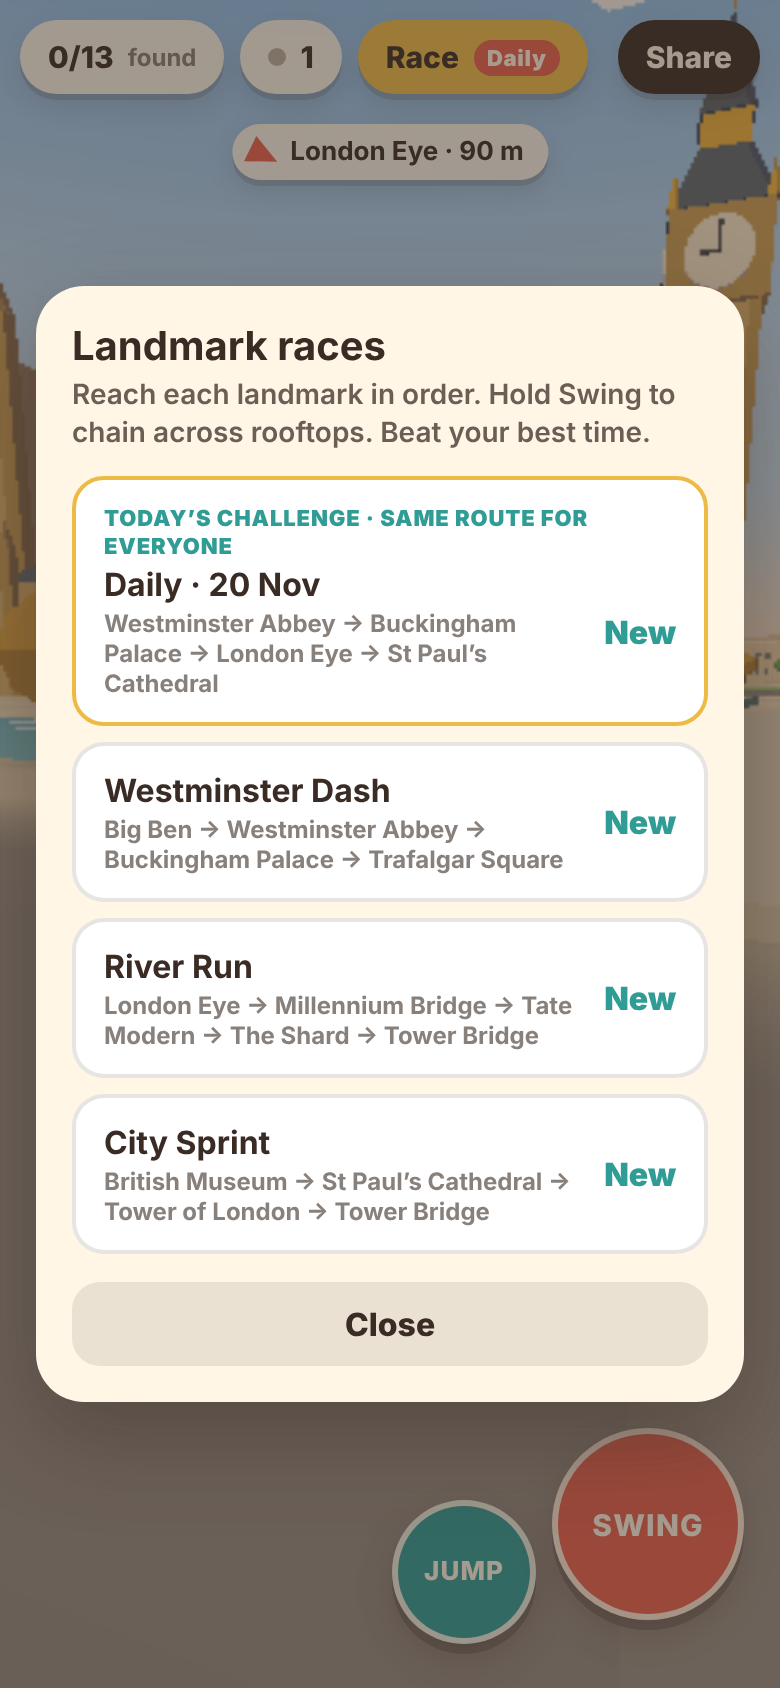 0/13 found
1
Race Daily
Share
London Eye · 90 m
Landmark races
Reach each landmark in order. Hold Swing to
chain across rooftops. Beat your best time.
TODAY’S CHALLENGE · SAME ROUTE FOR
EVERYONE
Daily · 20 Nov
Westminster Abbey → Buckingham
Palace → London Eye → St Paul’s
Cathedral
New
Westminster Dash
Big Ben → Westminster Abbey →
Buckingham Palace → Trafalgar Square
New
River Run
London Eye → Millennium Bridge → Tate
Modern → The Shard → Tower Bridge
New
City Sprint
British Museum → St Paul’s Cathedral →
Tower of London → Tower Bridge
New
Close
SWING
JUMP